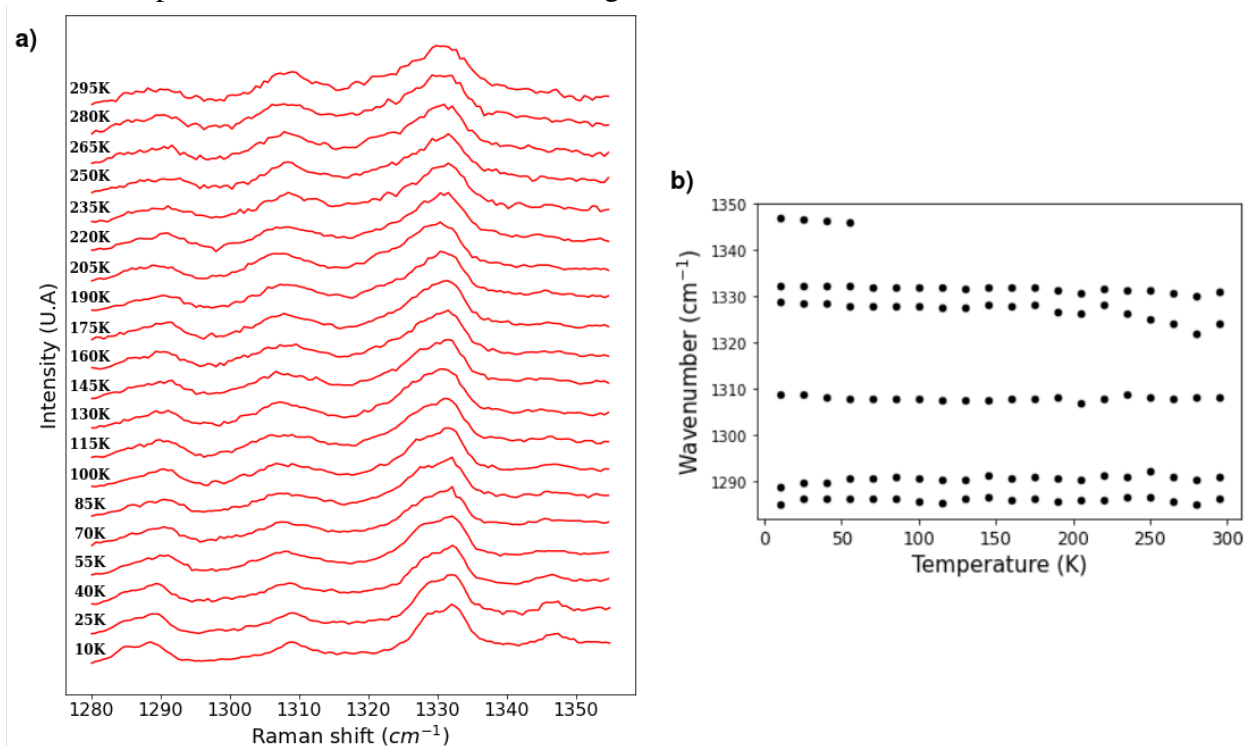 a)
295K
280K
265K
250K
235K
220K
205K
190K
175K
160K
145K
130K
115K
100K
85K
70K
55K
40K
25K
10K
Intensity (U.A)
1280 1290 1300 1310 1320 1330 1340 1350
Raman shift (cm⁻¹)
b)
1350
1340
1330
1320
1310
1300
1290
Wavenumber (cm⁻¹)
0 50 100 150 200 250 300
Temperature (K)